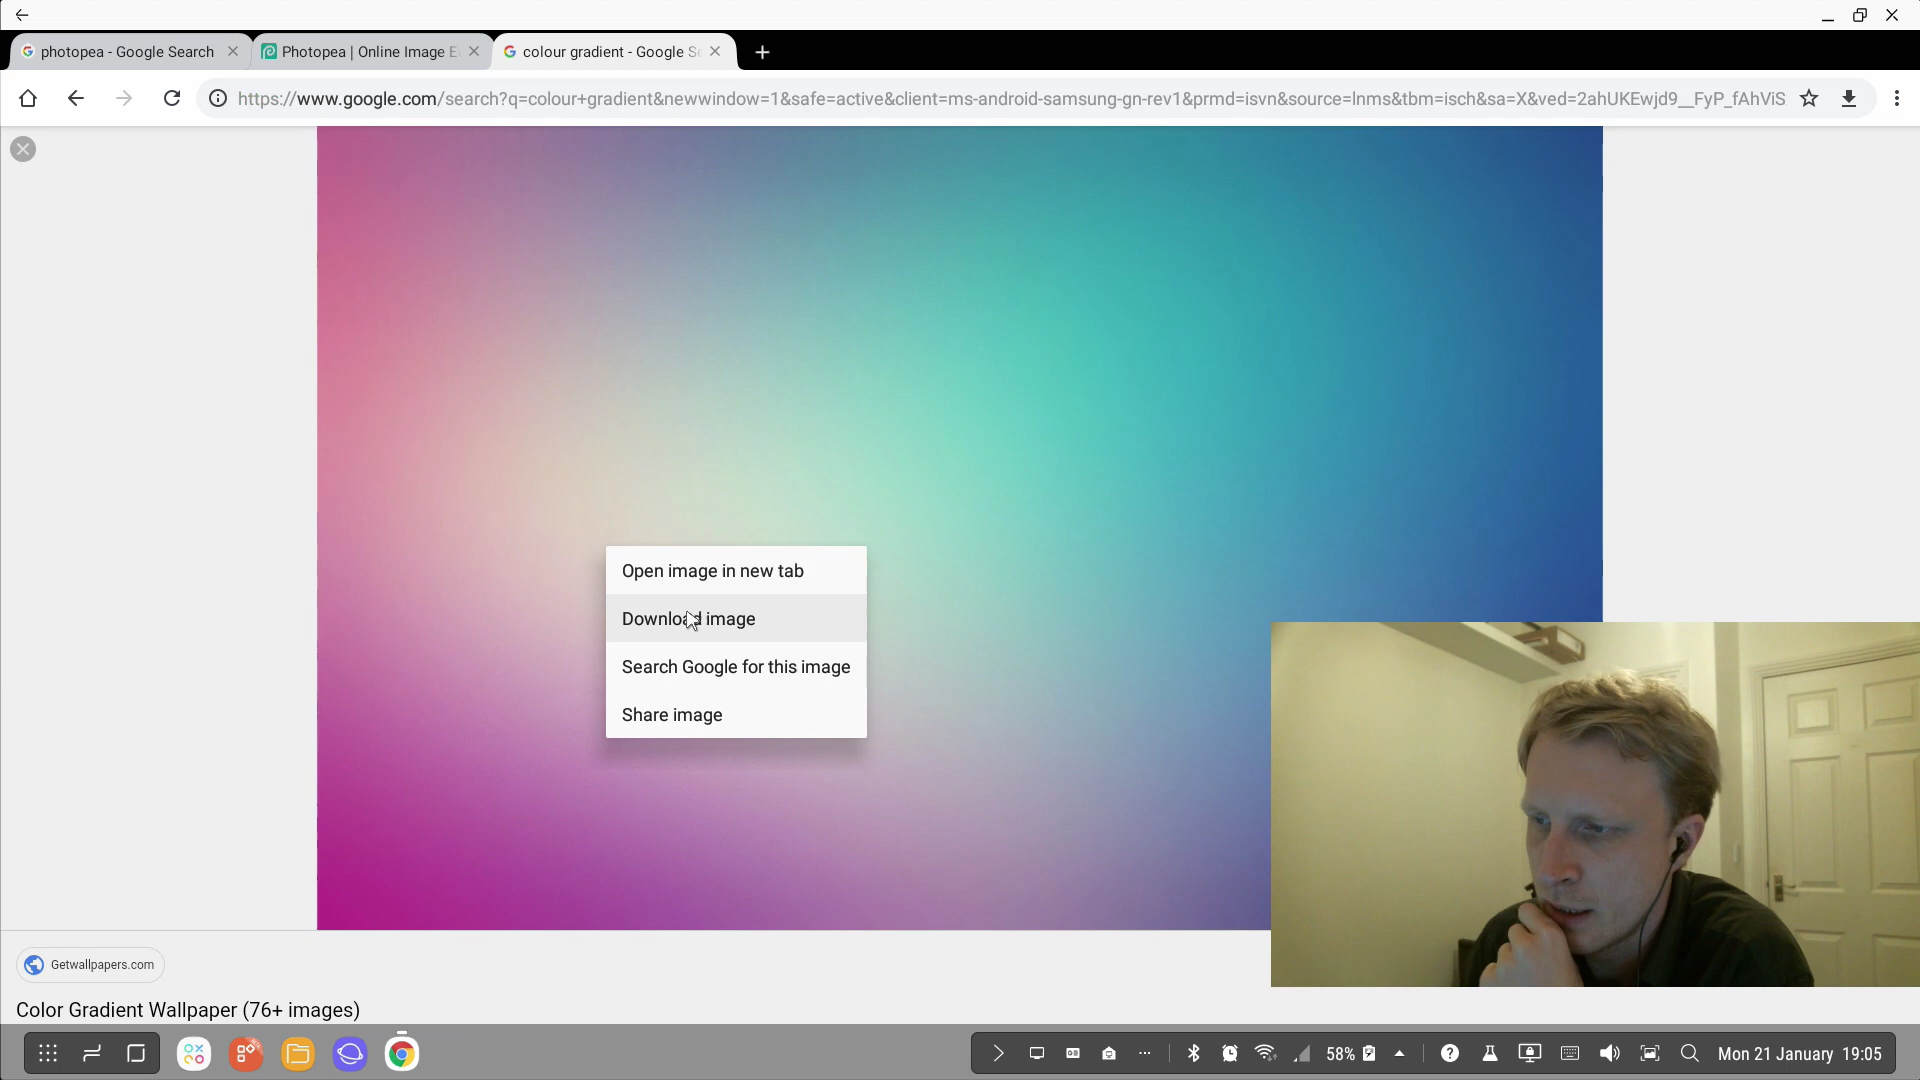 photopea - Google Search
Photopea | Online Image E
colour gradient - Google Se
https://www.google.com/search?q=colour+gradient&newwindow=1&safe=active&client=ms-android-samsung-gn-rev1&prmd=isvn&source=lnms&tbm=isch&sa=X&ved=2ahUKEwjd9__FyP_fAhViS
Open image in new tab
Download image
Search Google for this image
Share image
Getwallpapers.com
Color Gradient Wallpaper (76+ images)
58%
Mon 21 January 19:05